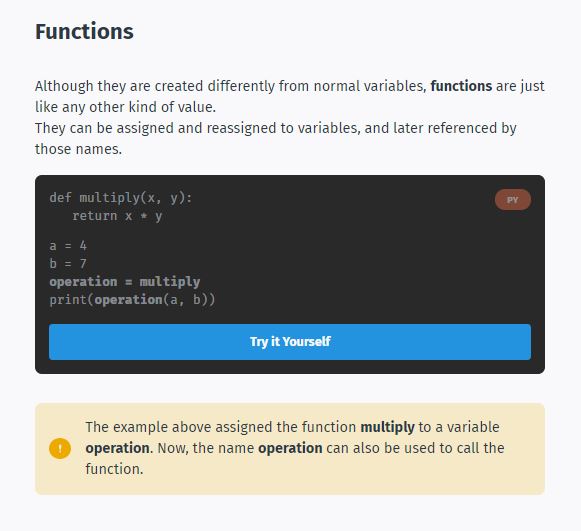 Functions
Although they are created differently from normal variables, functions are just
like any other kind of value.
They can be assigned and reassigned to variables, and later referenced by
those names.
def multiply(x, y):
PY
   return x * y
a = 4
b = 7
operation = multiply
print(operation(a, b))
Try it Yourself
The example above assigned the function multiply to a variable
operation. Now, the name operation can also be used to call the
function.